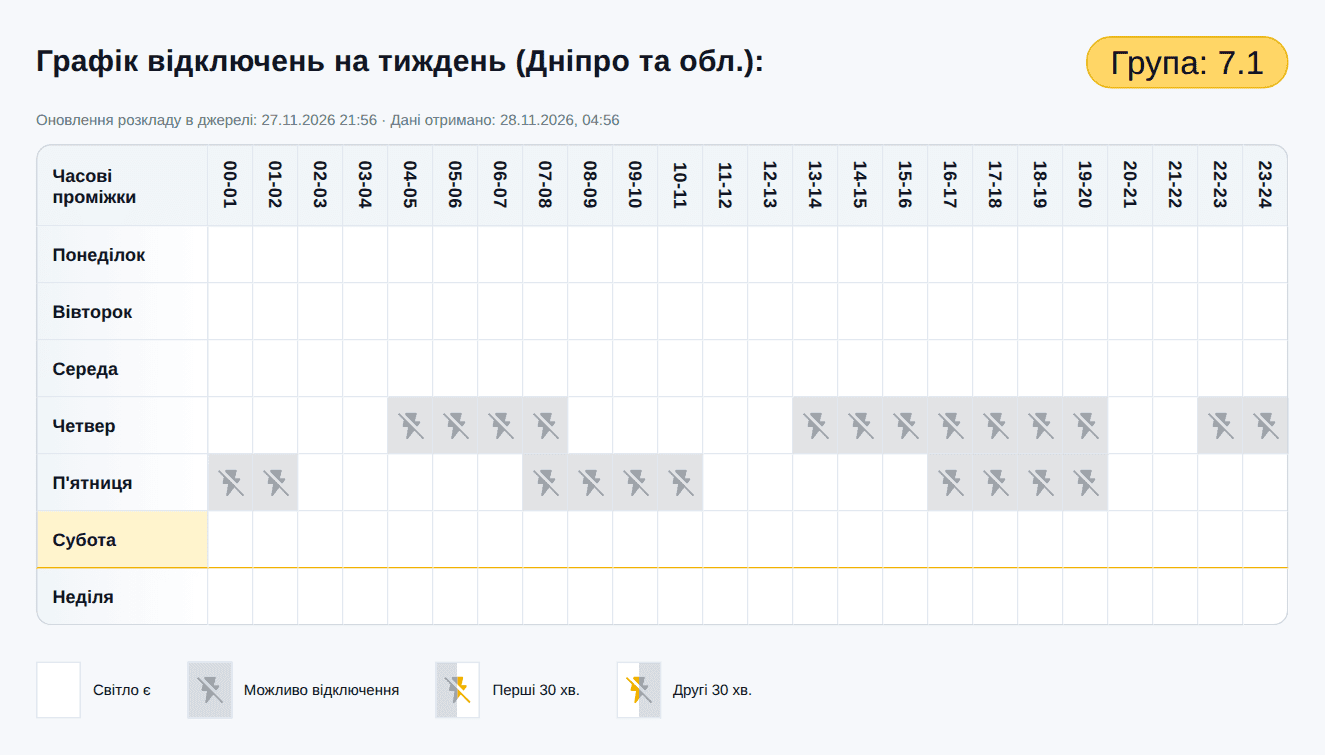 Графік відключень на тиждень (Дніпро та обл.):
Група: 7.1
Оновлення розкладу в джерелі: 27.11.2026 21:56 · Дані отримано: 28.11.2026, 04:56
Часові
проміжки
00-01 01-02 02-03 03-04 04-05 05-06 06-07 07-08 08-09 09-10 10-11 11-12 12-13 13-14 14-15 15-16 16-17 17-18 18-19 19-20 20-21 21-22 22-23 23-24
Понеділок
Вівторок
Середа
Четвер
П'ятниця
Субота
Неділя
Світло є
Можливо відключення
Перші 30 хв.
Другі 30 хв.